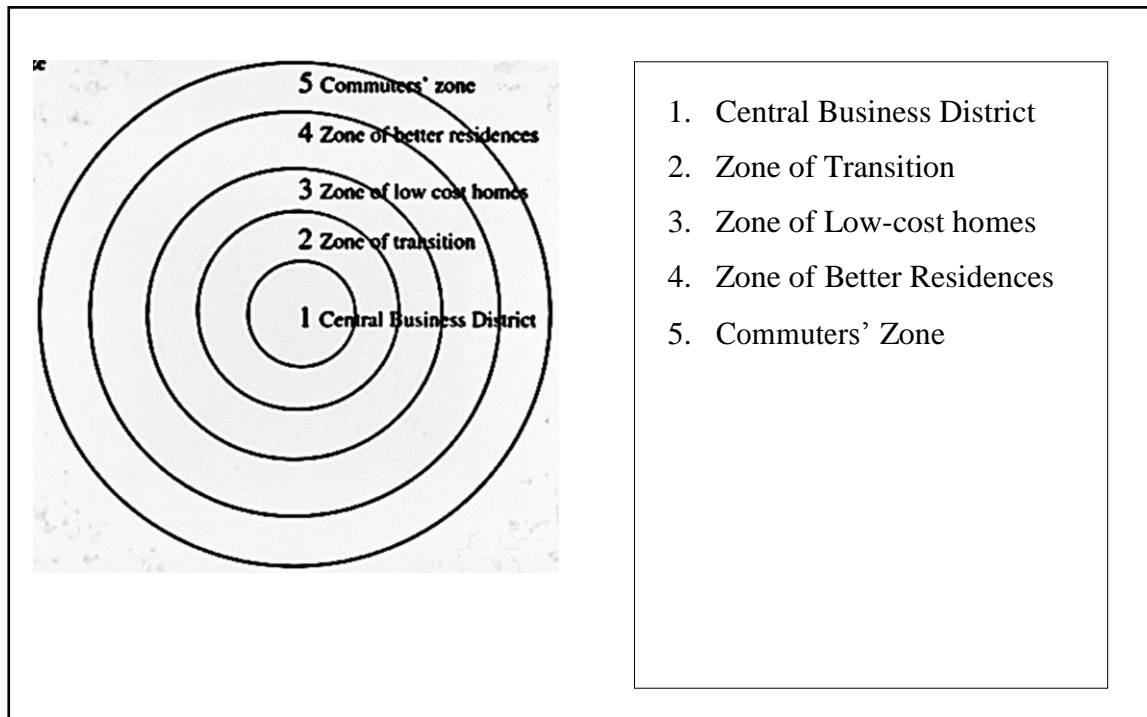 5 Commuters' zone
4 Zone of better residences
3 Zone of low cost homes
2 Zone of transition
1 Central Business District
1. Central Business District
2. Zone of Transition
3. Zone of Low-cost homes
4. Zone of Better Residences
5. Commuters’ Zone